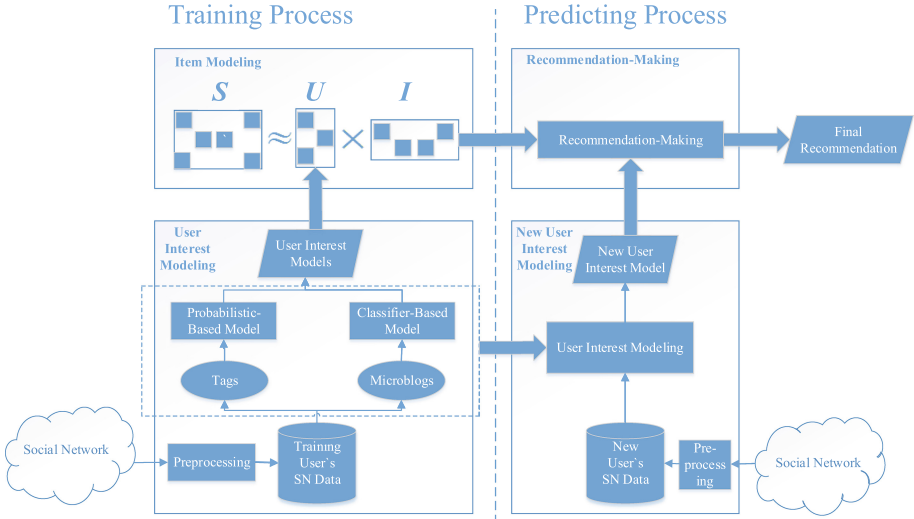 Training Process
Predicting Process
Item Modeling
S
U
I
≈
×
Recommendation-Making
Recommendation-Making
Final
Recommendation
User
Interest
Modeling
User Interest
Models
Probabilistic-
Based Model
Classifier-Based
Model
Tags
Microblogs
Social Network
Preprocessing
Training
User`s
SN Data
New User
Interest
Modeling
New User
Interest Model
User Interest Modeling
New
User`s
SN Data
Pre-
process
ing
Social Network